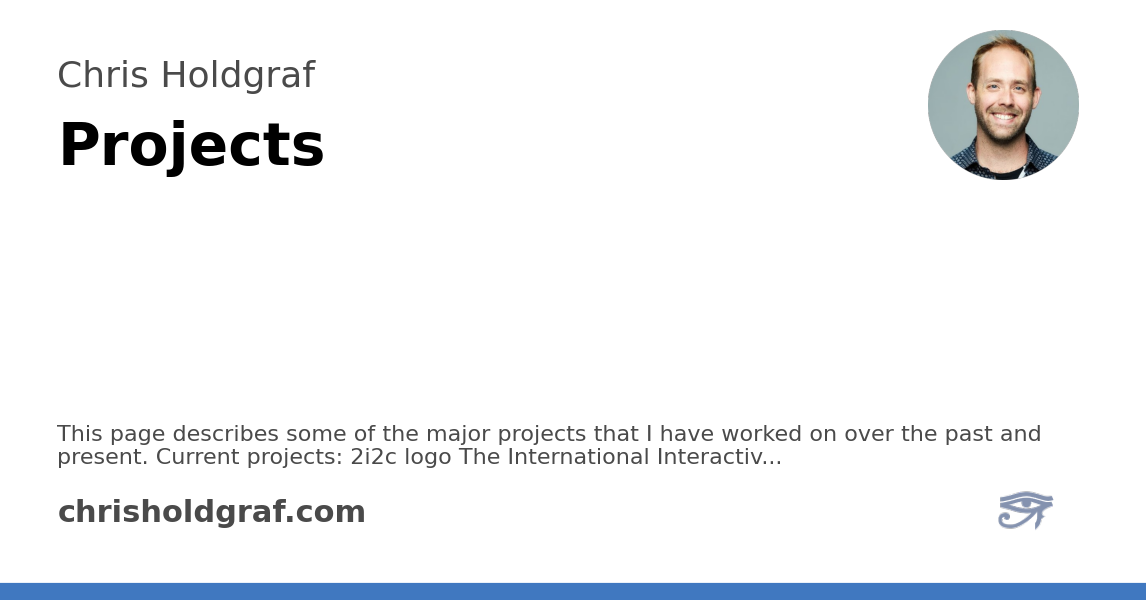 Chris Holdgraf
Projects
This page describes some of the major projects that I have worked on over the past and
present. Current projects: 2i2c logo The International Interactiv...
chrisholdgraf.com